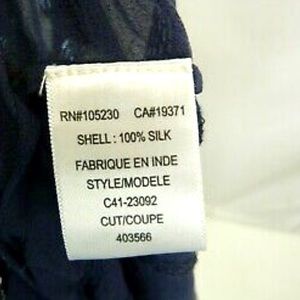 RN#105230 CA#19371
SHELL : 100% SILK
FABRIQUE EN INDE
STYLE/MODELE
C41-23092
CUT/COUPE
403566